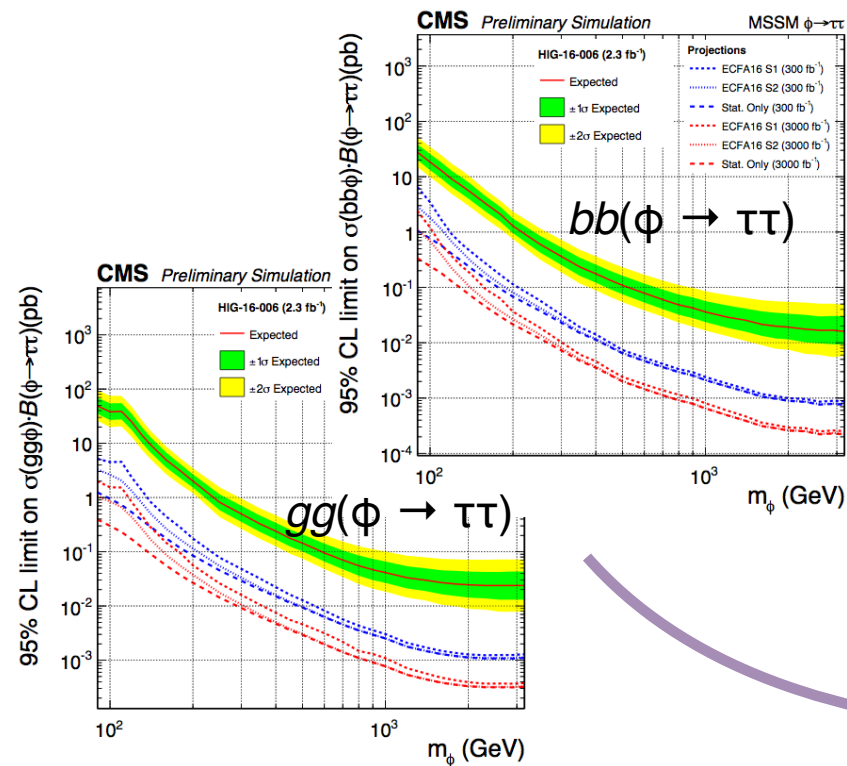 CMS Preliminary Simulation MSSM ϕ→ττ
95% CL limit on σ(bbϕ)·B(ϕ→ττ)(pb)
10³
10²
10
1
10⁻¹
10⁻²
10⁻³
10⁻⁴
HIG-16-006 (2.3 fb⁻¹)
Expected
±1σ Expected
±2σ Expected
Projections
ECFA16 S1 (300 fb⁻¹)
ECFA16 S2 (300 fb⁻¹)
Stat. Only (300 fb⁻¹)
ECFA16 S1 (3000 fb⁻¹)
ECFA16 S2 (3000 fb⁻¹)
Stat. Only (3000 fb⁻¹)
bb(ϕ → ττ)
10² 10³
mϕ (GeV)
CMS Preliminary Simulation
95% CL limit on σ(ggϕ)·B(ϕ→ττ)(pb)
10³
10²
10
1
10⁻¹
10⁻²
10⁻³
HIG-16-006 (2.3 fb⁻¹)
Expected
±1σ Expected
±2σ Expected
gg(ϕ → ττ)
10² 10³
mϕ (GeV)